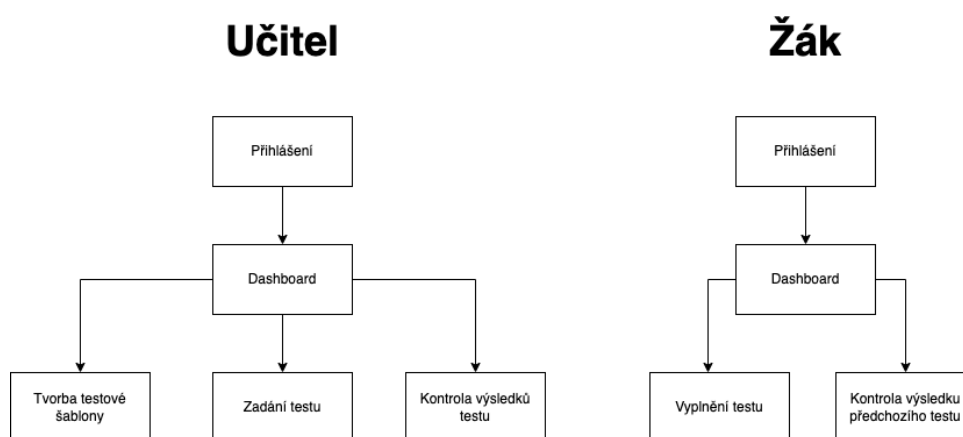 Učitel
Přihlášení
Dashboard
Tvorba testové
šablony
Zadání testu
Kontrola výsledků
testu
Žák
Přihlášení
Dashboard
Vyplnění testu
Kontrola výsledku
předchozího testu